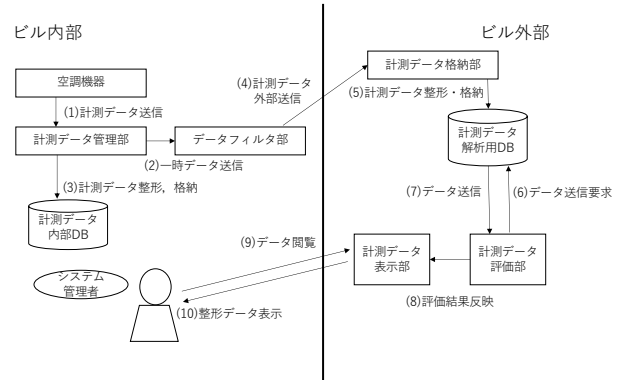 ビル内部
ビル外部
空調機器
(1)計測データ送信
計測データ管理部
データフィルタ部
(2)一時データ送信
(3)計測データ整形，格納
計測データ
内部DB
(4)計測データ
外部送信
計測データ格納部
(5)計測データ整形・格納
計測データ
解析用DB
(7)データ送信
(6)データ送信要求
計測データ
表示部
計測データ
評価部
(8)評価結果反映
(9)データ閲覧
(10)整形データ表示
システム
管理者